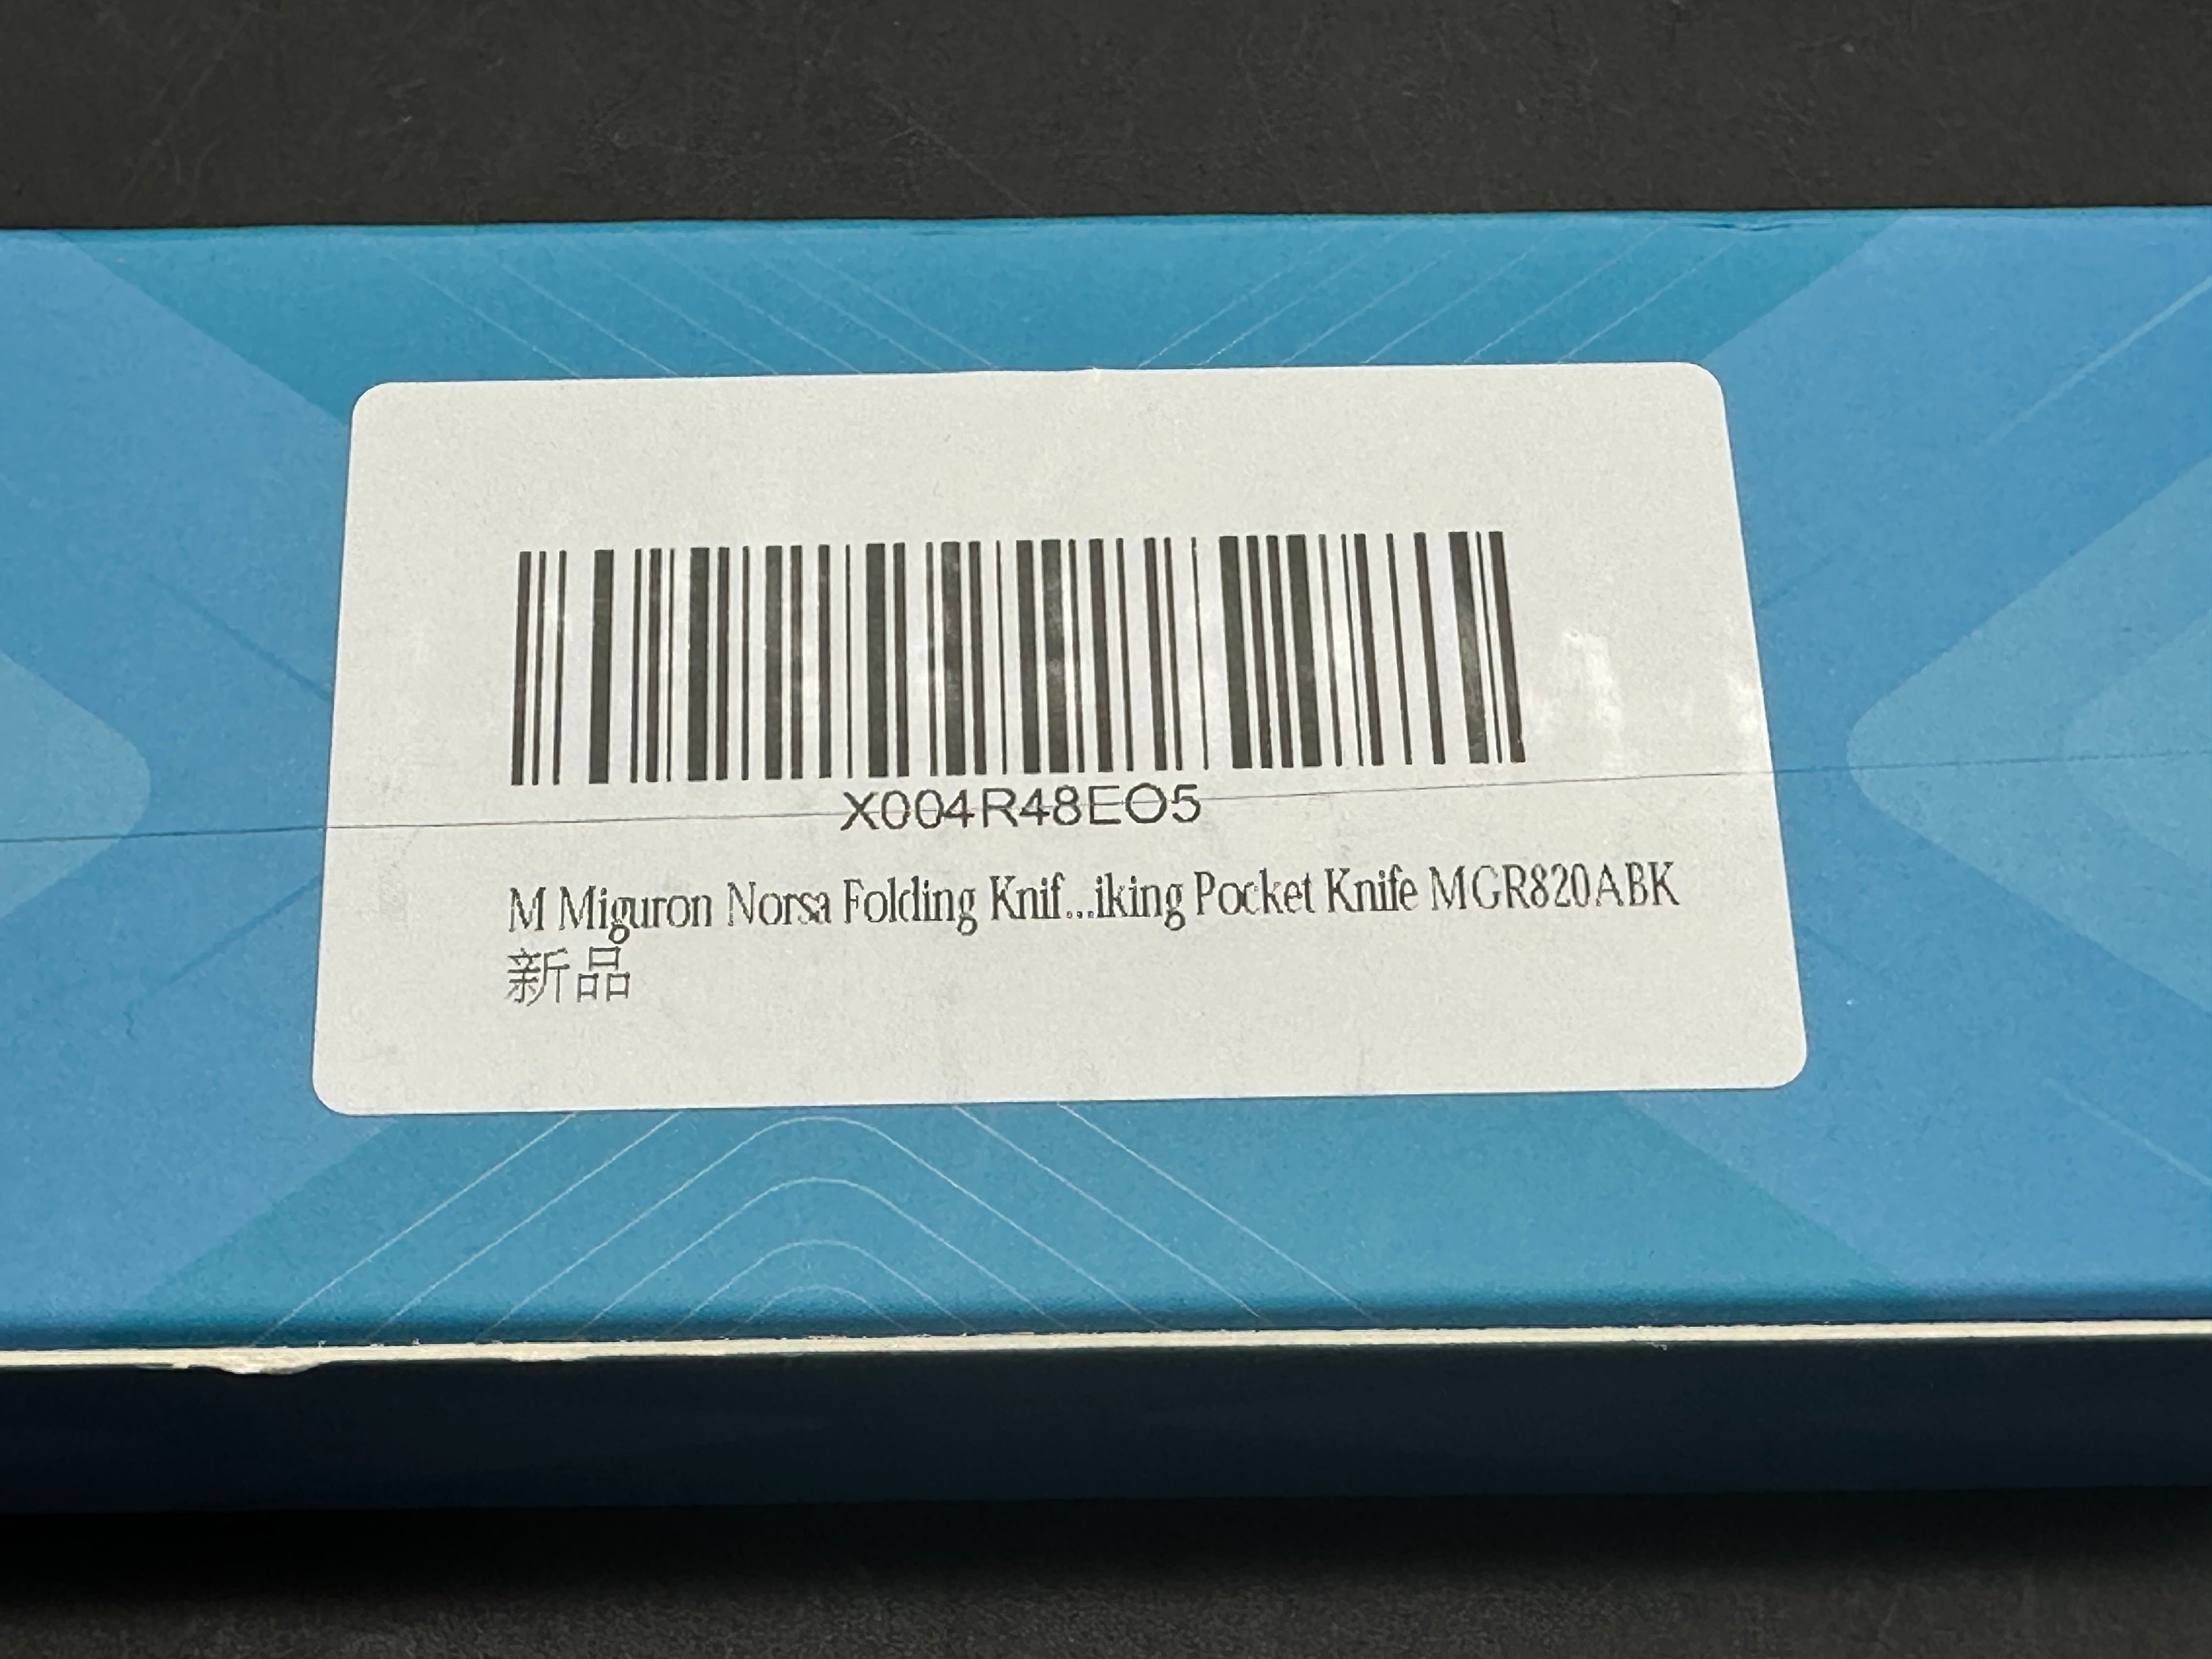 X004R48EO5
M Miguron Norsa Folding Knif...iking Pocket Knife MGR820ABK
新品